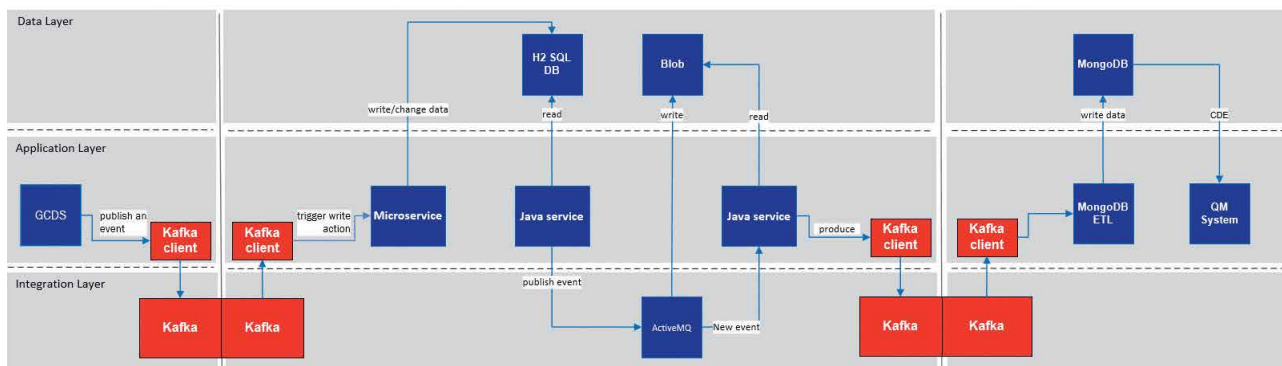 Data Layer
H2 SQL
DB
Blob
MongoDB
write/change data
read
write
read
write data
CDE
Application Layer
GCDS
publish an
event
Kafka
client
Kafka
client
trigger write
action
Microservice
Java service
Java service
produce
Kafka
client
Kafka
client
MongoDB
ETL
QM
System
Integration Layer
publish event
Kafka
Kafka
ActiveMQ
New event
Kafka
Kafka